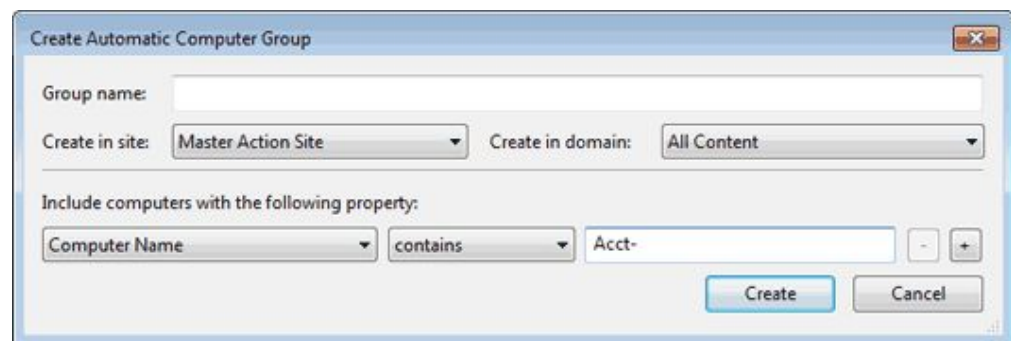 Create Automatic Computer Group
Group name:
Create in site: Master Action Site Create in domain: All Content
Include computers with the following property:
Computer Name contains Acct- - +
Create Cancel